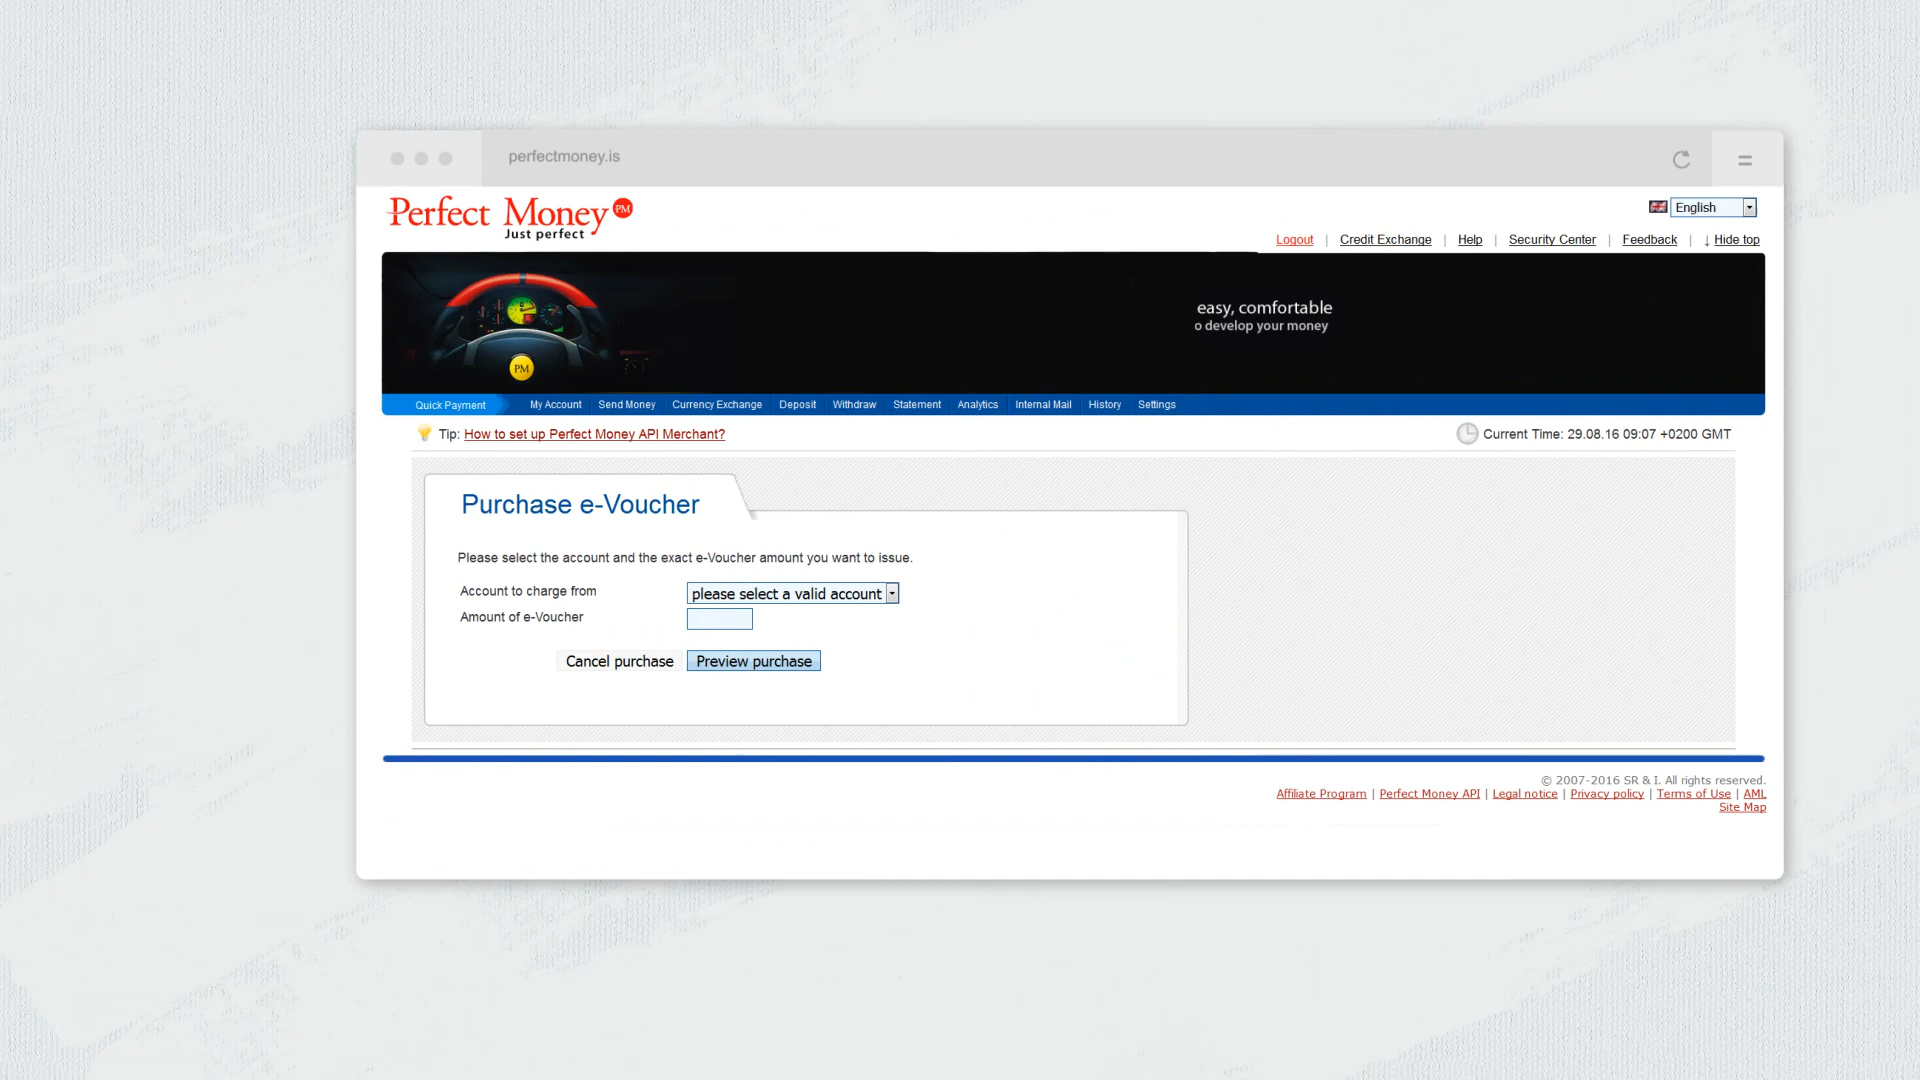 perfectmoney.is
Perfect Money PM
Just perfect
English
Logout | Credit Exchange | Help | Security Center | Feedback | ↓ Hide top
easy, comfortable
o develop your money
PM
Quick Payment My Account Send Money Currency Exchange Deposit Withdraw Statement Analytics Internal Mail History Settings
Tip: How to set up Perfect Money API Merchant? Current Time: 29.08.16 09:07 +0200 GMT
Purchase e-Voucher
Please select the account and the exact e-Voucher amount you want to issue.
Account to charge from please select a valid account
Amount of e-Voucher
Cancel purchase Preview purchase
© 2007-2016 SR & I. All rights reserved.
Affiliate Program | Perfect Money API | Legal notice | Privacy policy | Terms of Use | AML
Site Map